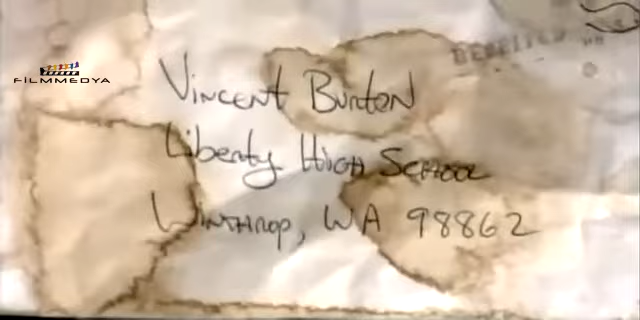 FILMMEDYA
Vincent Burton
Liberty High School
Winthrop, WA 98862